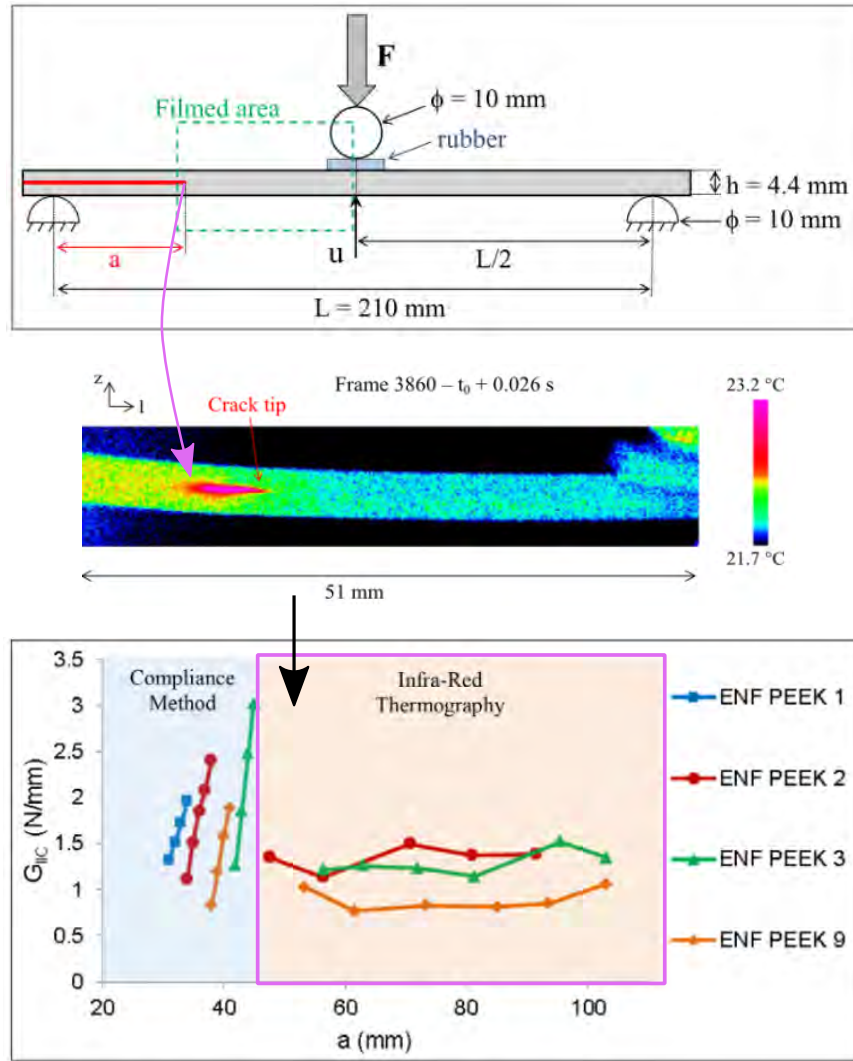 F
ϕ = 10 mm
Filmed area
rubber
h = 4.4 mm
ϕ = 10 mm
a
u
L/2
L = 210 mm
z
1
Frame 3860 – t₀ + 0.026 s
23.2 °C
Crack tip
21.7 °C
51 mm
3.5
3
2.5
2
1.5
1
0.5
0
G_IIC (N/mm)
Compliance
Method
Infra-Red
Thermography
ENF PEEK 1
ENF PEEK 2
ENF PEEK 3
ENF PEEK 9
20
40
60
80
100
a (mm)